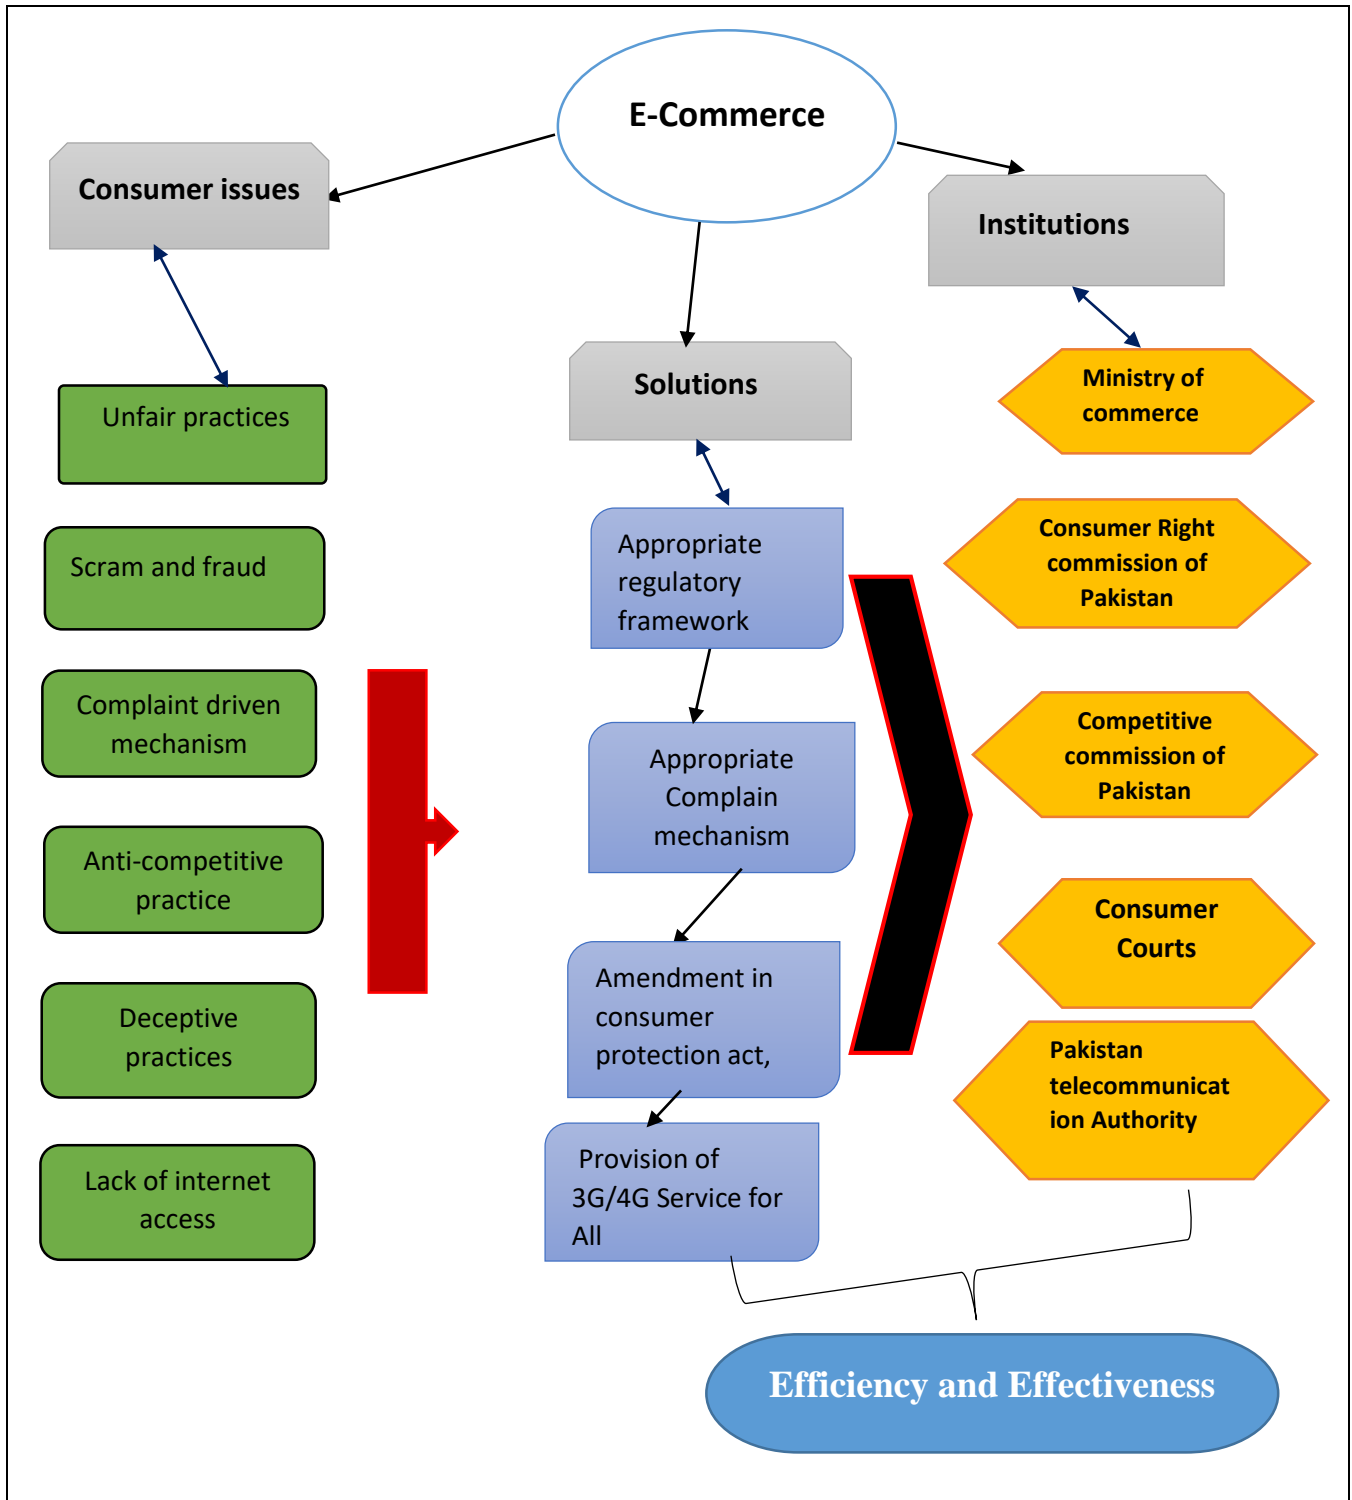 E-Commerce
Consumer issues
Unfair practices
Scram and fraud
Complaint driven
mechanism
Anti-competitive
practice
Deceptive
practices
Lack of internet
access
Solutions
Appropriate
regulatory
framework
Appropriate
Complain
mechanism
Amendment in
consumer
protection act,
Provision of
3G/4G Service for
All
Institutions
Ministry of
commerce
Consumer Right
commission of
Pakistan
Competitive
commission of
Pakistan
Consumer
Courts
Pakistan
telecommunicat
ion Authority
Efficiency and Effectiveness